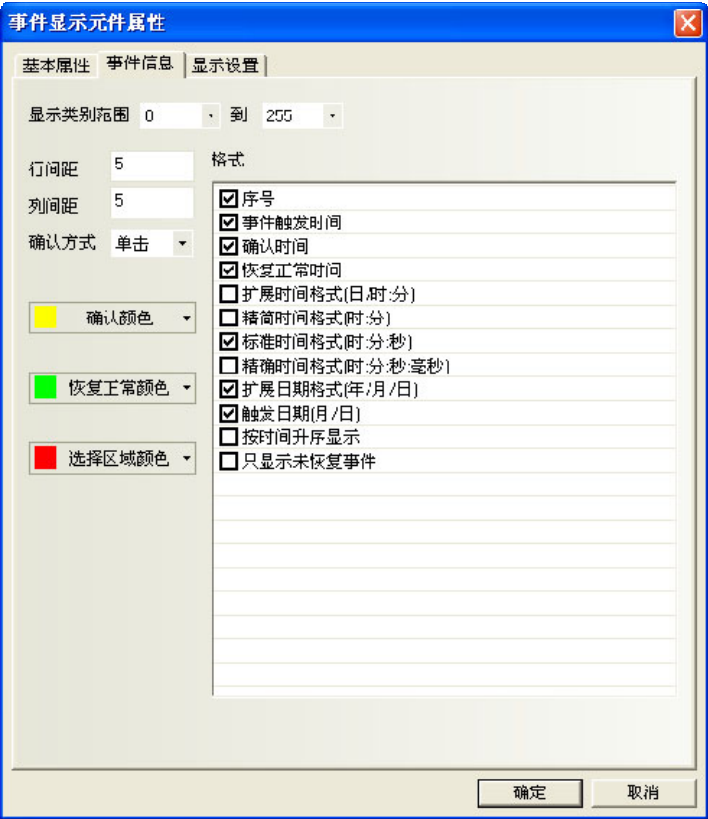 事件显示元件属性
基本属性 事件信息 显示设置
显示类别范围 0 到 255
行间距 5
列间距 5
确认方式 单击
确认颜色
恢复正常颜色
选择区域颜色
格式
序号
事件触发时间
确认时间
恢复正常时间
扩展时间格式(日/时:分)
精简时间格式(时:分)
标准时间格式(时:分:秒)
精确时间格式(时:分:秒:毫秒)
扩展日期格式(年/月/日)
触发日期(月/日)
按时间升序显示
只显示未恢复事件
确定 取消